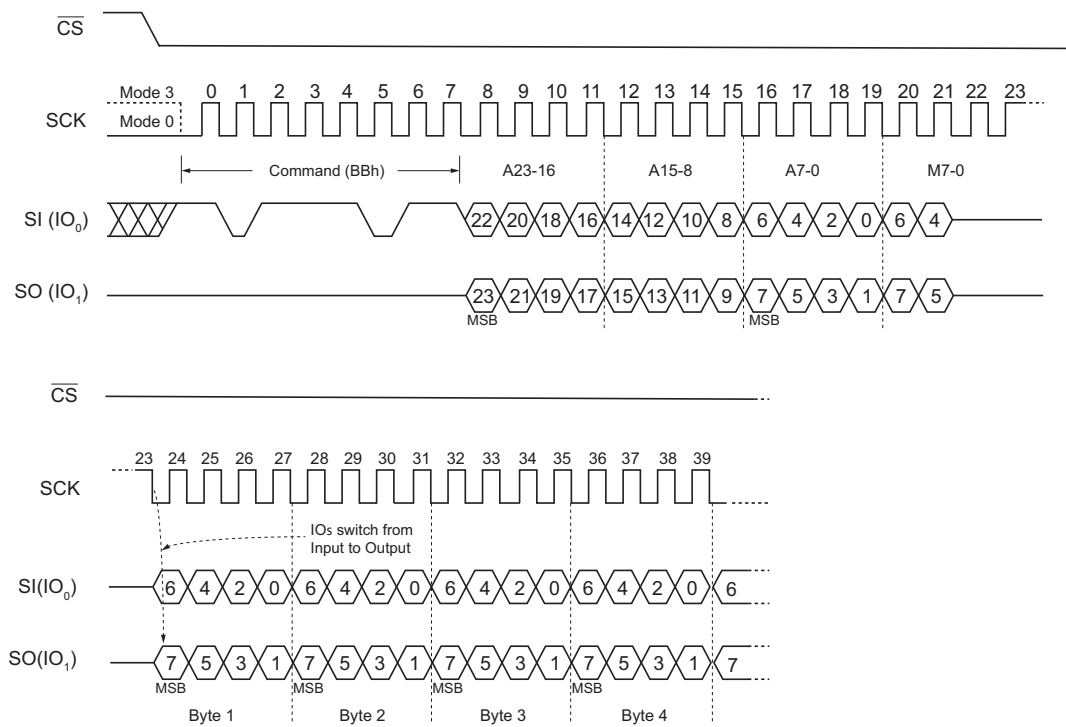 CS
Mode 3
0 1 2 3 4 5 6 7 8 9 10 11 12 13 14 15 16 17 18 19 20 21 22 23
SCK
Mode 0
Command (BBh) A23-16 A15-8 A7-0 M7-0
SI (IO0) 22 20 18 16 14 12 10 8 6 4 2 0 6 4
SO (IO1) 23 21 19 17 15 13 11 9 7 5 3 1 7 5
MSB MSB
CS
23 24 25 26 27 28 29 30 31 32 33 34 35 36 37 38 39
SCK
IOs switch from
Input to Output
SI(IO0) 6 4 2 0 6 4 2 0 6 4 2 0 6 4 2 0 6
SO(IO1) 7 5 3 1 7 5 3 1 7 5 3 1 7 5 3 1 7
MSB MSB MSB MSB
Byte 1 Byte 2 Byte 3 Byte 4